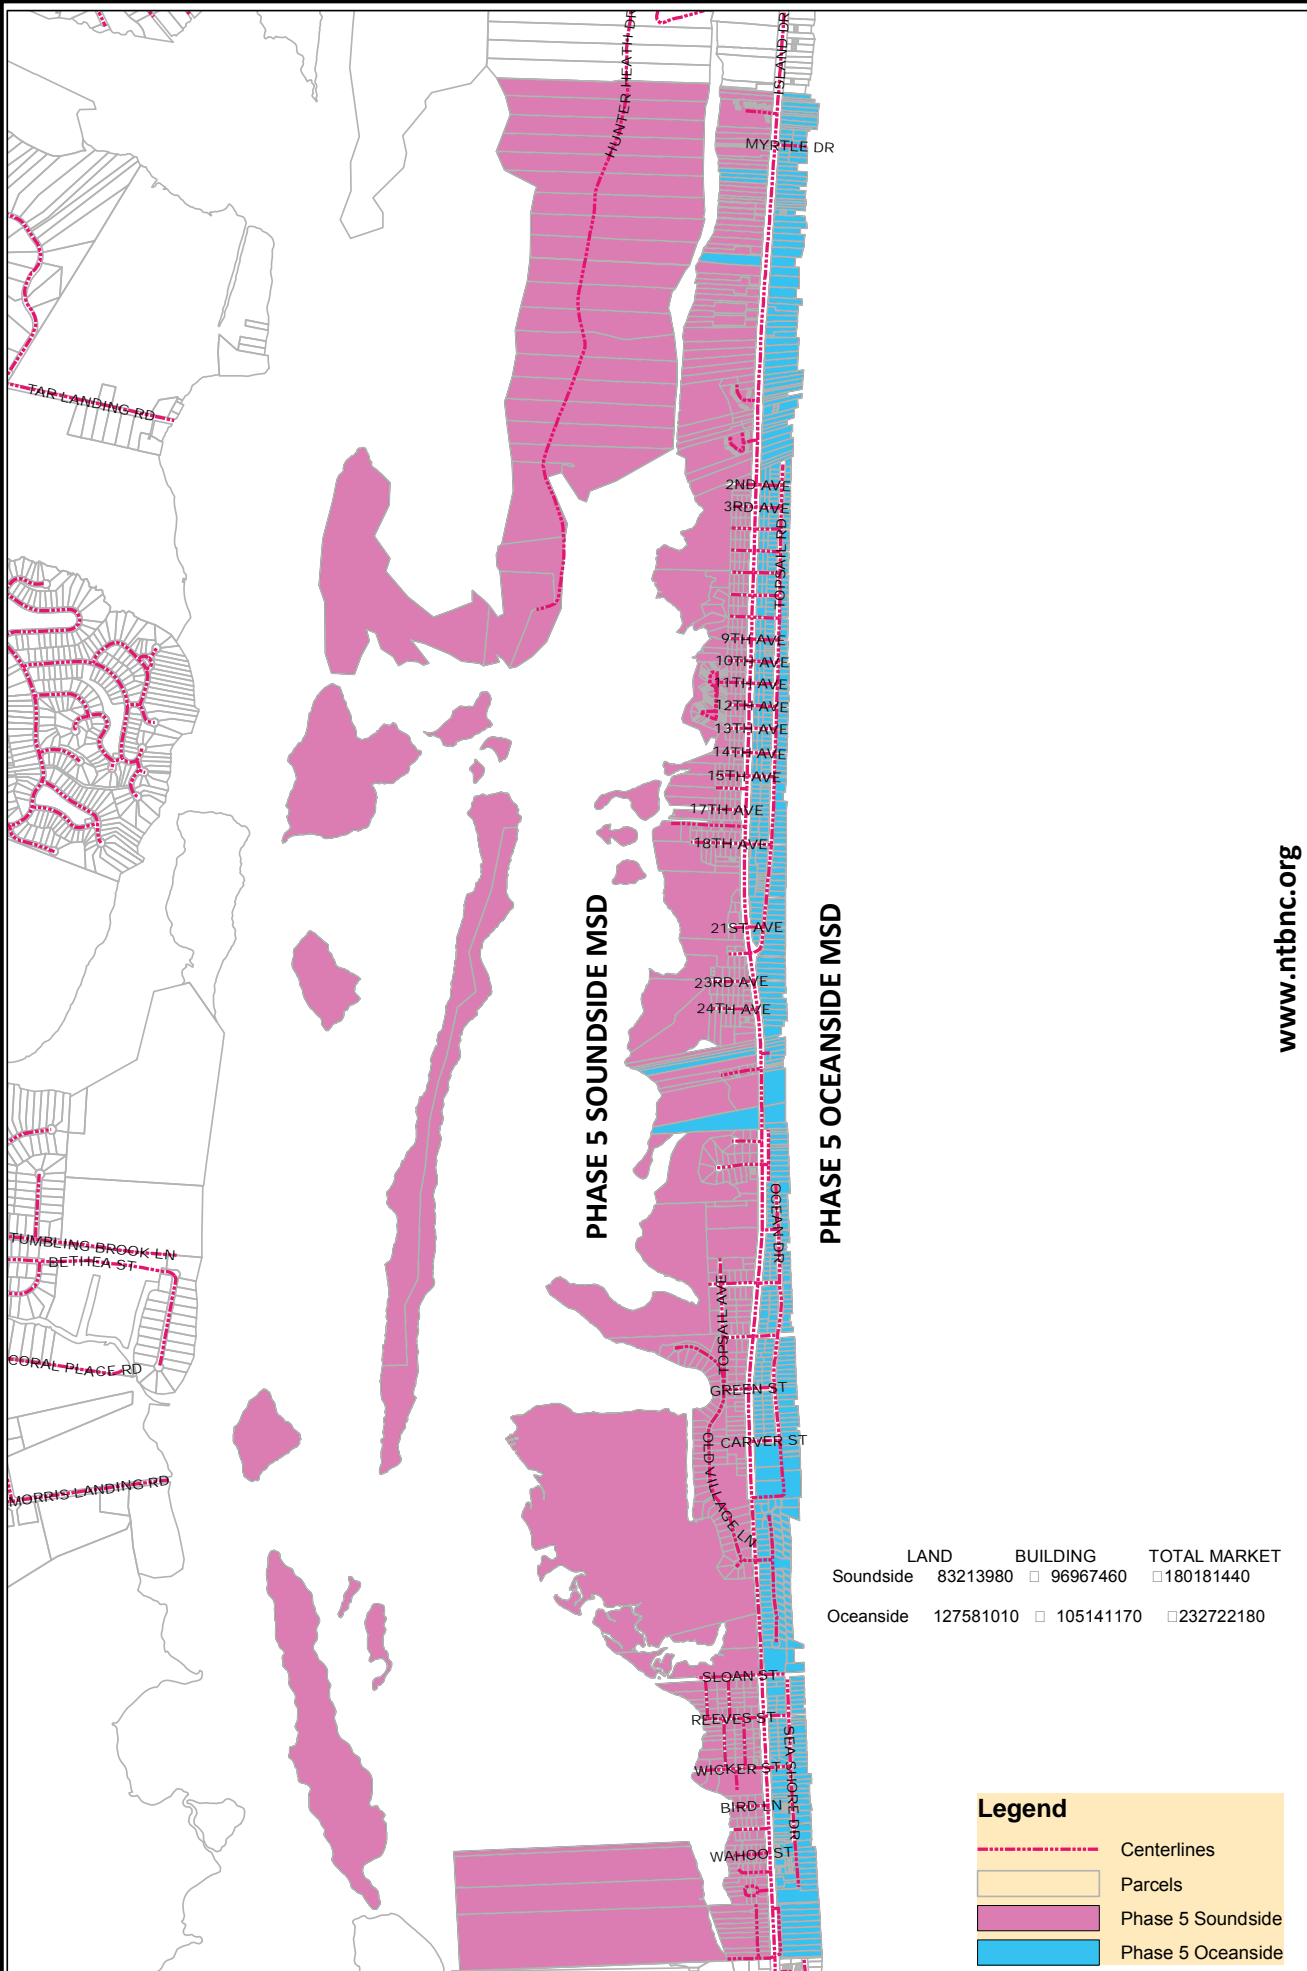 HUNTER HEATH DR
ISLAND DR
MYRTLE DR
TAR LANDING RD
2ND AVE
3RD AVE
TOPSAIL RD
9TH AVE
10TH AVE
11TH AVE
12TH AVE
13TH AVE
14TH AVE
15TH AVE
17TH AVE
18TH AVE
21ST AVE
23RD AVE
24TH AVE
PHASE 5 SOUNDSIDE MSD
PHASE 5 OCEANSIDE MSD
www.ntbnc.org
OCEAN DR
TUMBLING BROOK LN
BETHEA ST
TOPSAIL AVE
CORAL PLACE RD
GREEN ST
CARVER ST
OLD VILLAGE LN
MORRIS LANDING RD
LAND BUILDING TOTAL MARKET
Soundside 83213980 96967460 180181440
Oceanside 127581010 105141170 232722180
SLOAN ST
REEVES ST
SEA SHORE DR
WICKER ST
BIRD LN
WAHOO ST
Legend
Centerlines
Parcels
Phase 5 Soundside
Phase 5 Oceanside